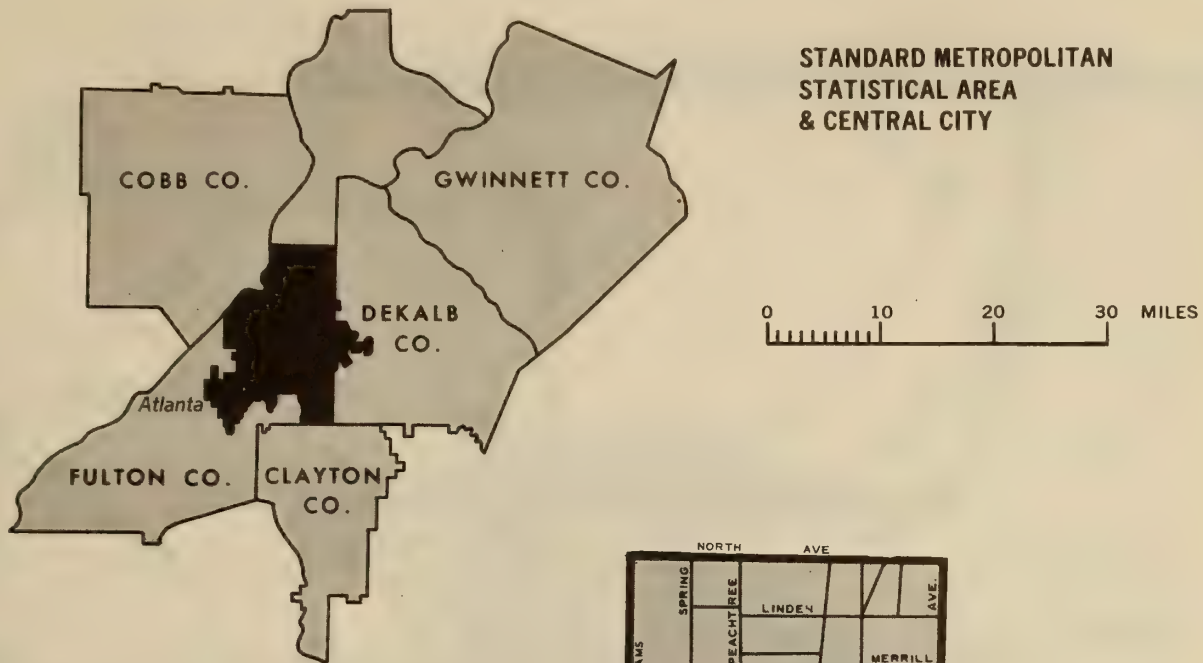 STANDARD METROPOLITAN
STATISTICAL AREA
& CENTRAL CITY
COBB CO.
GWINNETT CO.
DEKALB
CO.
0 10 20 30 MILES
Atlanta
FULTON CO.
CLAYTON
CO.
NORTH AVE
SPRING
PEACHTREE
LINDEN
AVE.
MERRILL